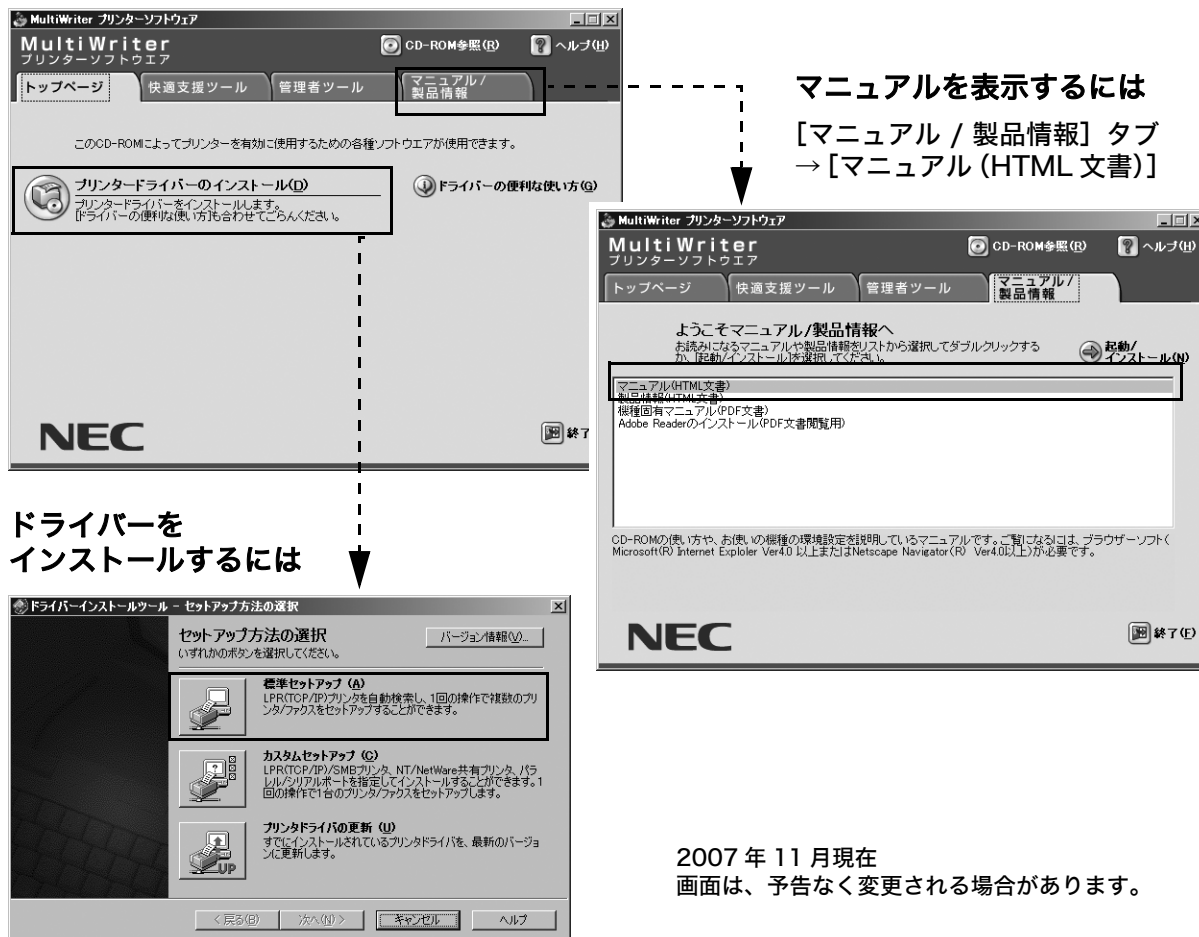 MultiWriter プリンターソフトウェア
MultiWriter
プリンターソフトウエア
CD-ROM参照(R)
ヘルプ(H)
トップページ
快適支援ツール
管理者ツール
マニュアル/
製品情報
このCD-ROMによってプリンターを有効に使用するための各種ソフトウエアが使用できます。
プリンタードライバーのインストール(D)
プリンタードライバーをインストールします。
「ドライバーの便利な使い方」も合わせてごらんください。
ドライバーの便利な使い方(G)
NEC
終了
マニュアルを表示するには
[マニュアル / 製品情報] タブ
→ [マニュアル (HTML 文書)]
MultiWriter プリンターソフトウェア
MultiWriter
プリンターソフトウエア
CD-ROM参照(R)
ヘルプ(H)
トップページ
快適支援ツール
管理者ツール
マニュアル/
製品情報
ようこそマニュアル/製品情報へ
お読みになるマニュアルや製品情報をリストから選択してダブルクリックする
か、「起動/インストール」を選択してください。
起動/
インストール(N)
マニュアル(HTML文書)
製品情報(HTML文書)
機種固有マニュアル(PDF文書)
Adobe Readerのインストール(PDF文書閲覧用)
CD-ROMの使い方や、お使いの機種の環境設定を説明しているマニュアルです。ご覧になるには、ブラウザーソフト(
Microsoft(R) Internet Exploler Ver4.0 以上またはNetscape Navigator(R) Ver4.0以上)が必要です。
NEC
終了(E)
ドライバーを
インストールするには
ドライバーインストールツール - セットアップ方法の選択
セットアップ方法の選択
いずれかのボタンを選択してください。
バージョン情報(V)...
標準セットアップ (A)
LPR(TCP/IP)プリンタを自動検索し、1回の操作で複数のプリ
ンタ/ファクスをセットアップすることができます。
カスタムセットアップ (C)
LPR(TCP/IP)/SMBプリンタ、NT/NetWare共有プリンタ、パラ
レル/シリアルポートを指定してインストールすることができます。1
回の操作で1台のプリンタ/ファクスをセットアップします。
プリンタドライバの更新 (U)
すでにインストールされているプリンタドライバを、最新のバージョ
ンに更新します。
UP
< 戻る(B)
次へ(N) >
キャンセル
ヘルプ
2007 年 11 月現在
画面は、予告なく変更される場合があります。